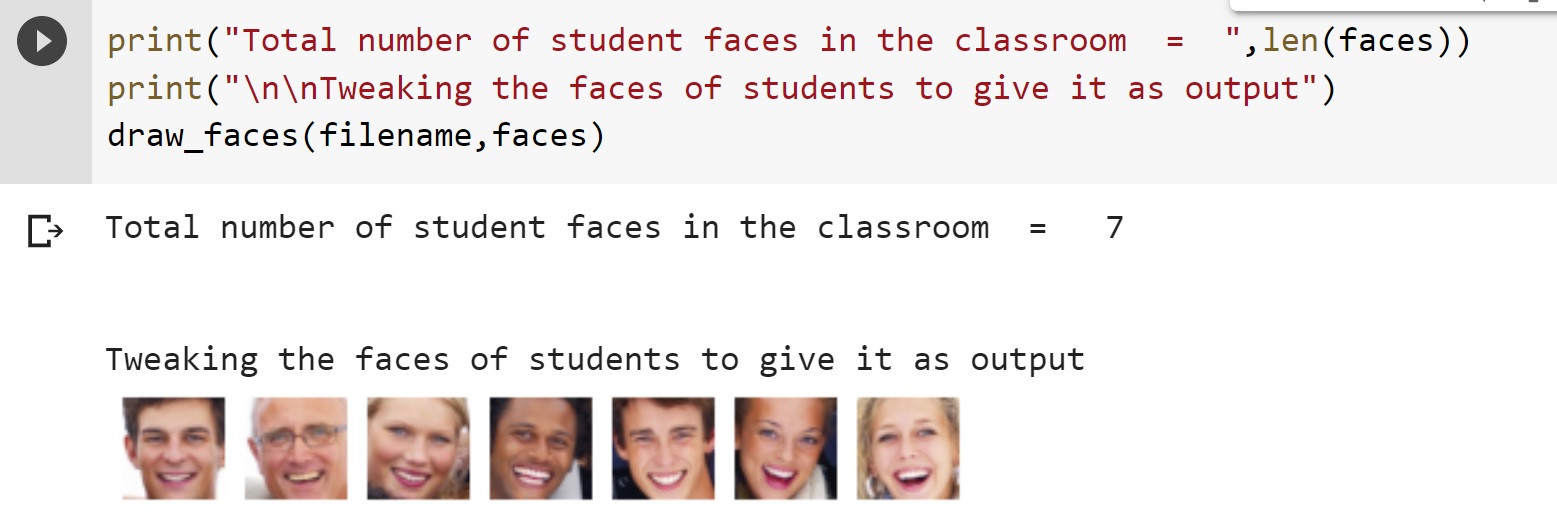 print("Total number of student faces in the classroom  =  ",len(faces))
print("\n\nTweaking the faces of students to give it as output")
draw_faces(filename,faces)
Total number of student faces in the classroom  =   7
Tweaking the faces of students to give it as output